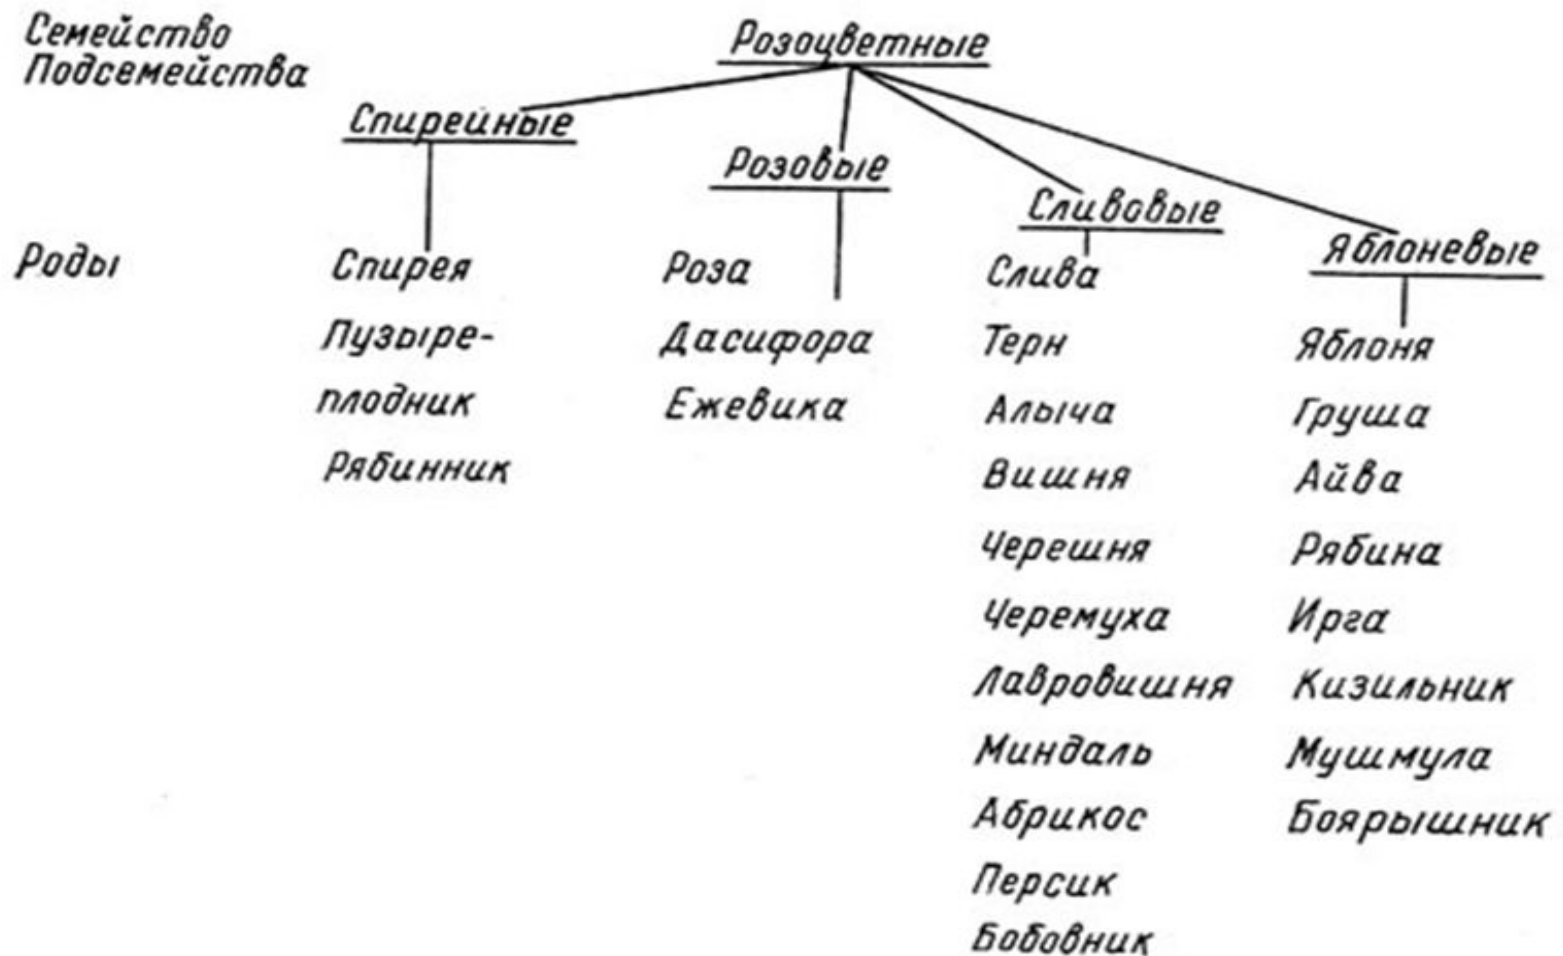 Семейство
Подсемейства
Розоцветные
Спирейные
Розовые
Сливовые
Яблоневые
Роды
Спирея
Пузыре-
плодник
Рябинник
Роза
Дасифора
Ежевика
Слива
Терн
Алыча
Вишня
Черешня
Черемуха
Лавровишня
Миндаль
Абрикос
Персик
Бобовник
Яблоня
Груша
Айва
Рябина
Ирга
Кизильник
Мушмула
Боярышник